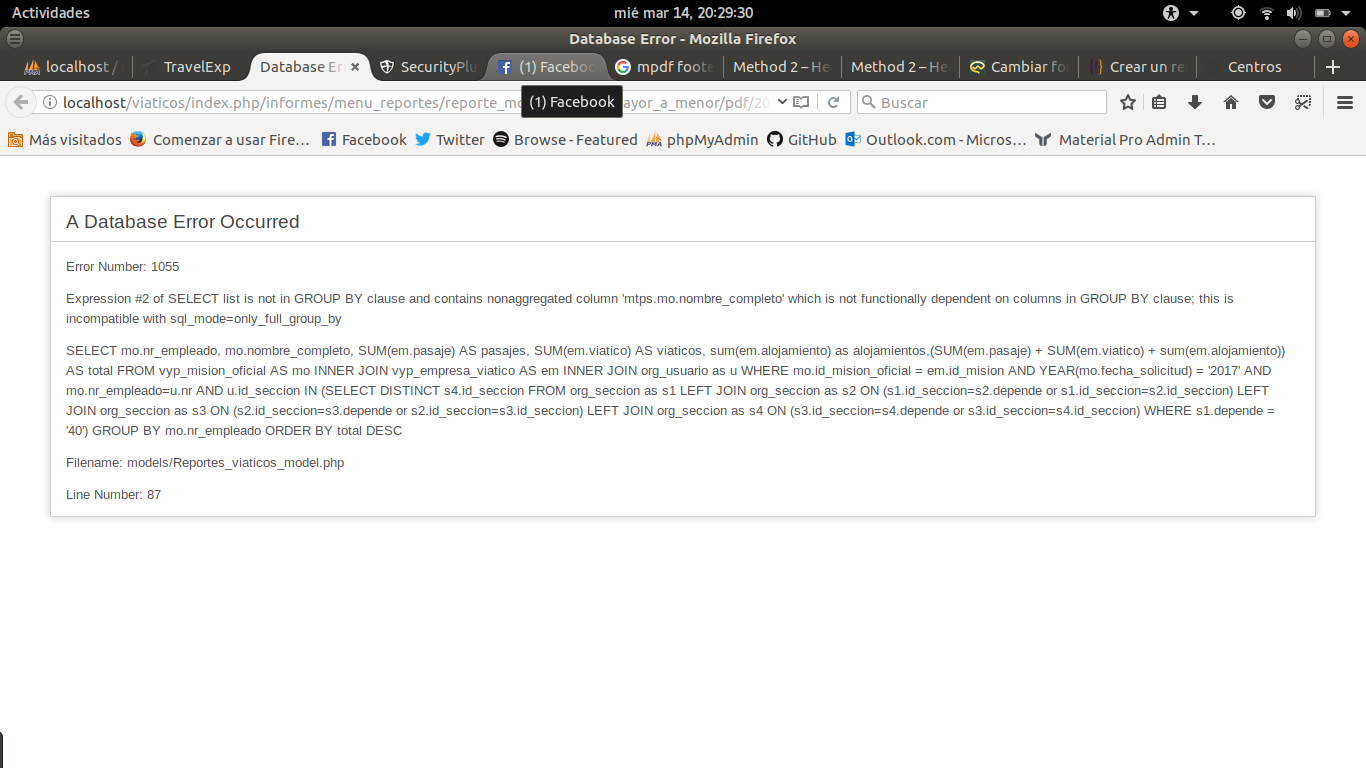 Actividades
mié mar 14, 20:29:30
Database Error - Mozilla Firefox
localhost /
TravelExp
Database Er
SecurityPlu
(1) Faceboo
mpdf foote
Method 2 – He
Method 2 – He
Cambiar fo
Crear un re
Centros
localhost/viaticos/index.php/informes/menu_reportes/reporte_mo
ayor_a_menor/pdf/20
Buscar
(1) Facebook
Más visitados
Comenzar a usar Fire...
Facebook
Twitter
Browse - Featured
phpMyAdmin
GitHub
Outlook.com - Micros...
Material Pro Admin T...
A Database Error Occurred
Error Number: 1055
Expression #2 of SELECT list is not in GROUP BY clause and contains nonaggregated column 'mtps.mo.nombre_completo' which is not functionally dependent on columns in GROUP BY clause; this is
incompatible with sql_mode=only_full_group_by
SELECT mo.nr_empleado, mo.nombre_completo, SUM(em.pasaje) AS pasajes, SUM(em.viatico) AS viaticos, sum(em.alojamiento) as alojamientos,(SUM(em.pasaje) + SUM(em.viatico) + sum(em.alojamiento))
AS total FROM vyp_mision_oficial AS mo INNER JOIN vyp_empresa_viatico AS em INNER JOIN org_usuario as u WHERE mo.id_mision_oficial = em.id_mision AND YEAR(mo.fecha_solicitud) = '2017' AND
mo.nr_empleado=u.nr AND u.id_seccion IN (SELECT DISTINCT s4.id_seccion FROM org_seccion as s1 LEFT JOIN org_seccion as s2 ON (s1.id_seccion=s2.depende or s1.id_seccion=s2.id_seccion) LEFT
JOIN org_seccion as s3 ON (s2.id_seccion=s3.depende or s2.id_seccion=s3.id_seccion) LEFT JOIN org_seccion as s4 ON (s3.id_seccion=s4.depende or s3.id_seccion=s4.id_seccion) WHERE s1.depende =
'40') GROUP BY mo.nr_empleado ORDER BY total DESC
Filename: models/Reportes_viaticos_model.php
Line Number: 87